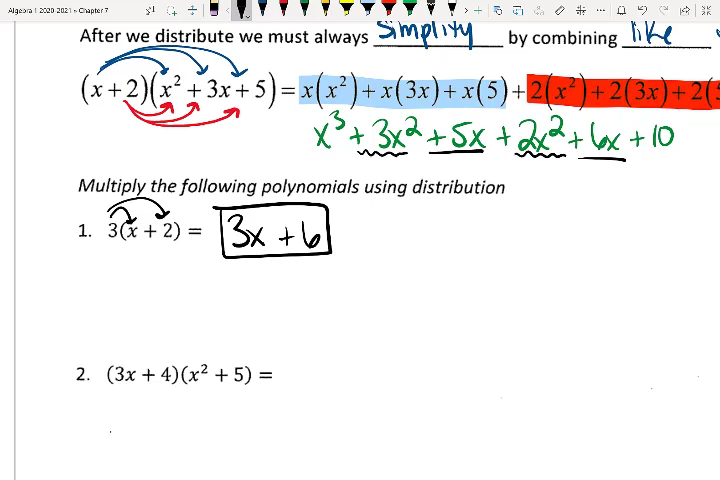 Algebra 1 2020-2021 » Chapter 7
After we distribute we must always simplify by combining like
(x + 2)(x² + 3x + 5) = x(x²) + x(3x) + x(5) + 2(x²) + 2(3x) + 2(5
x³ + 3x² + 5x + 2x² + 6x + 10
Multiply the following polynomials using distribution
1. 3(x + 2) = 3x + 6
2. (3x + 4)(x² + 5) =